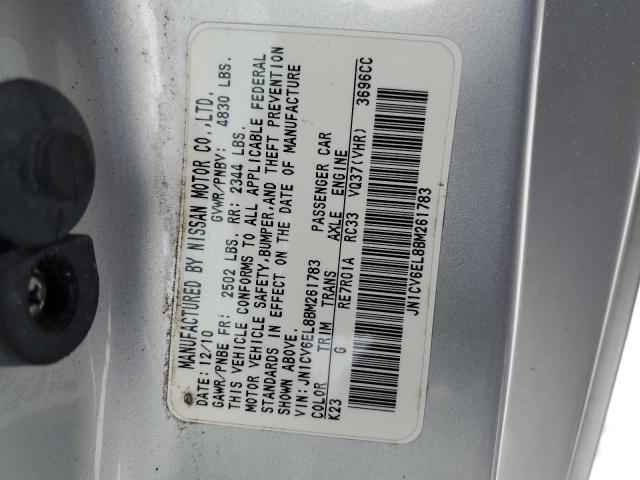 MANUFACTURED BY NISSAN MOTOR CO.,LTD.
DATE: 12/10 GVWR/PNBV: 4830 LBS.
GAWR/PNBE FR: 2502 LBS. RR: 2344 LBS.
THIS VEHICLE CONFORMS TO ALL APPLICABLE FEDERAL
MOTOR VEHICLE SAFETY,BUMPER,AND THEFT PREVENTION
STANDARDS IN EFFECT ON THE DATE OF MANUFACTURE
SHOWN ABOVE.
VIN: JN1CV6EL8BM261783 PASSENGER CAR
COLOR TRIM TRANS AXLE ENGINE
K23 G RE7R01A RC33 VQ37(VHR) 3696CC
JN1CV6EL8BM261783